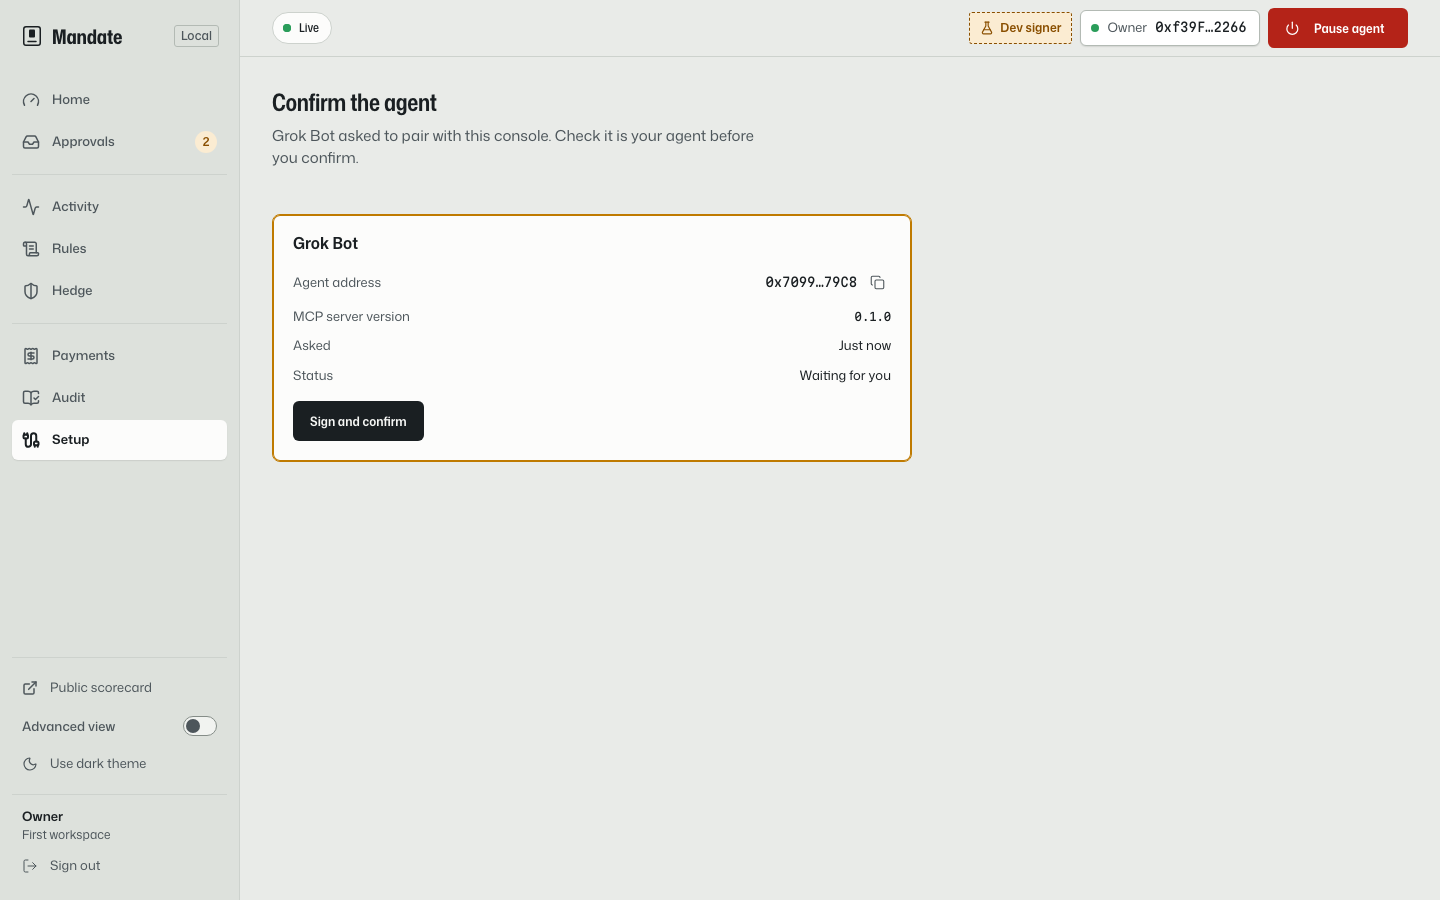 Mandate
Local
Home
Approvals
2
Activity
Rules
Hedge
Payments
Audit
Setup
Public scorecard
Advanced view
Use dark theme
Owner
First workspace
Sign out
Live
Dev signer
Owner 0xf39F…2266
Pause agent
Confirm the agent
Grok Bot asked to pair with this console. Check it is your agent before
you confirm.
Grok Bot
Agent address 0x7099…79C8
MCP server version 0.1.0
Asked Just now
Status Waiting for you
Sign and confirm